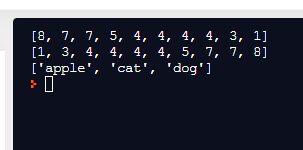 [8, 7, 7, 5, 4, 4, 4, 4, 3, 1]
[1, 3, 4, 4, 4, 4, 5, 7, 7, 8]
['apple', 'cat', 'dog']
>